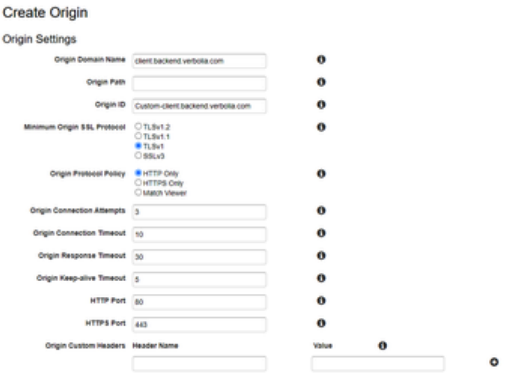 Create Origin
Origin Settings
Origin Domain Name client.backend.verbolia.com
Origin Path
Origin ID Custom-client.backend.verbolia.com
Minimum Origin SSL Protocol TLSv1.2
TLSv1.1
TLSv1
SSLv3
Origin Protocol Policy HTTP Only
HTTPS Only
Match Viewer
Origin Connection Attempts 3
Origin Connection Timeout 10
Origin Response Timeout 30
Origin Keep-alive Timeout 5
HTTP Port 80
HTTPS Port 443
Origin Custom Headers Header Name Value